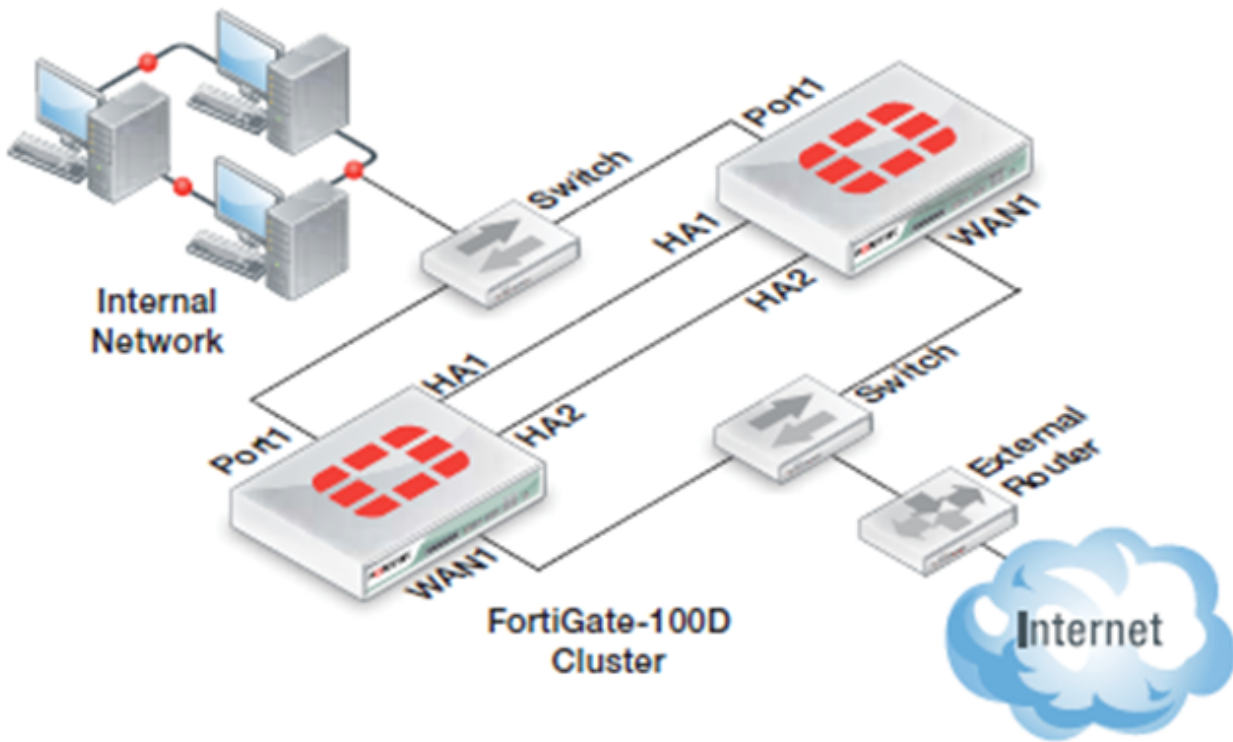 Port1
Switch
HA1
WAN1
HA2
Internal
Network
HA1
HA2
Port1
Switch
External
Router
WAN1
FortiGate-100D
Cluster
Internet